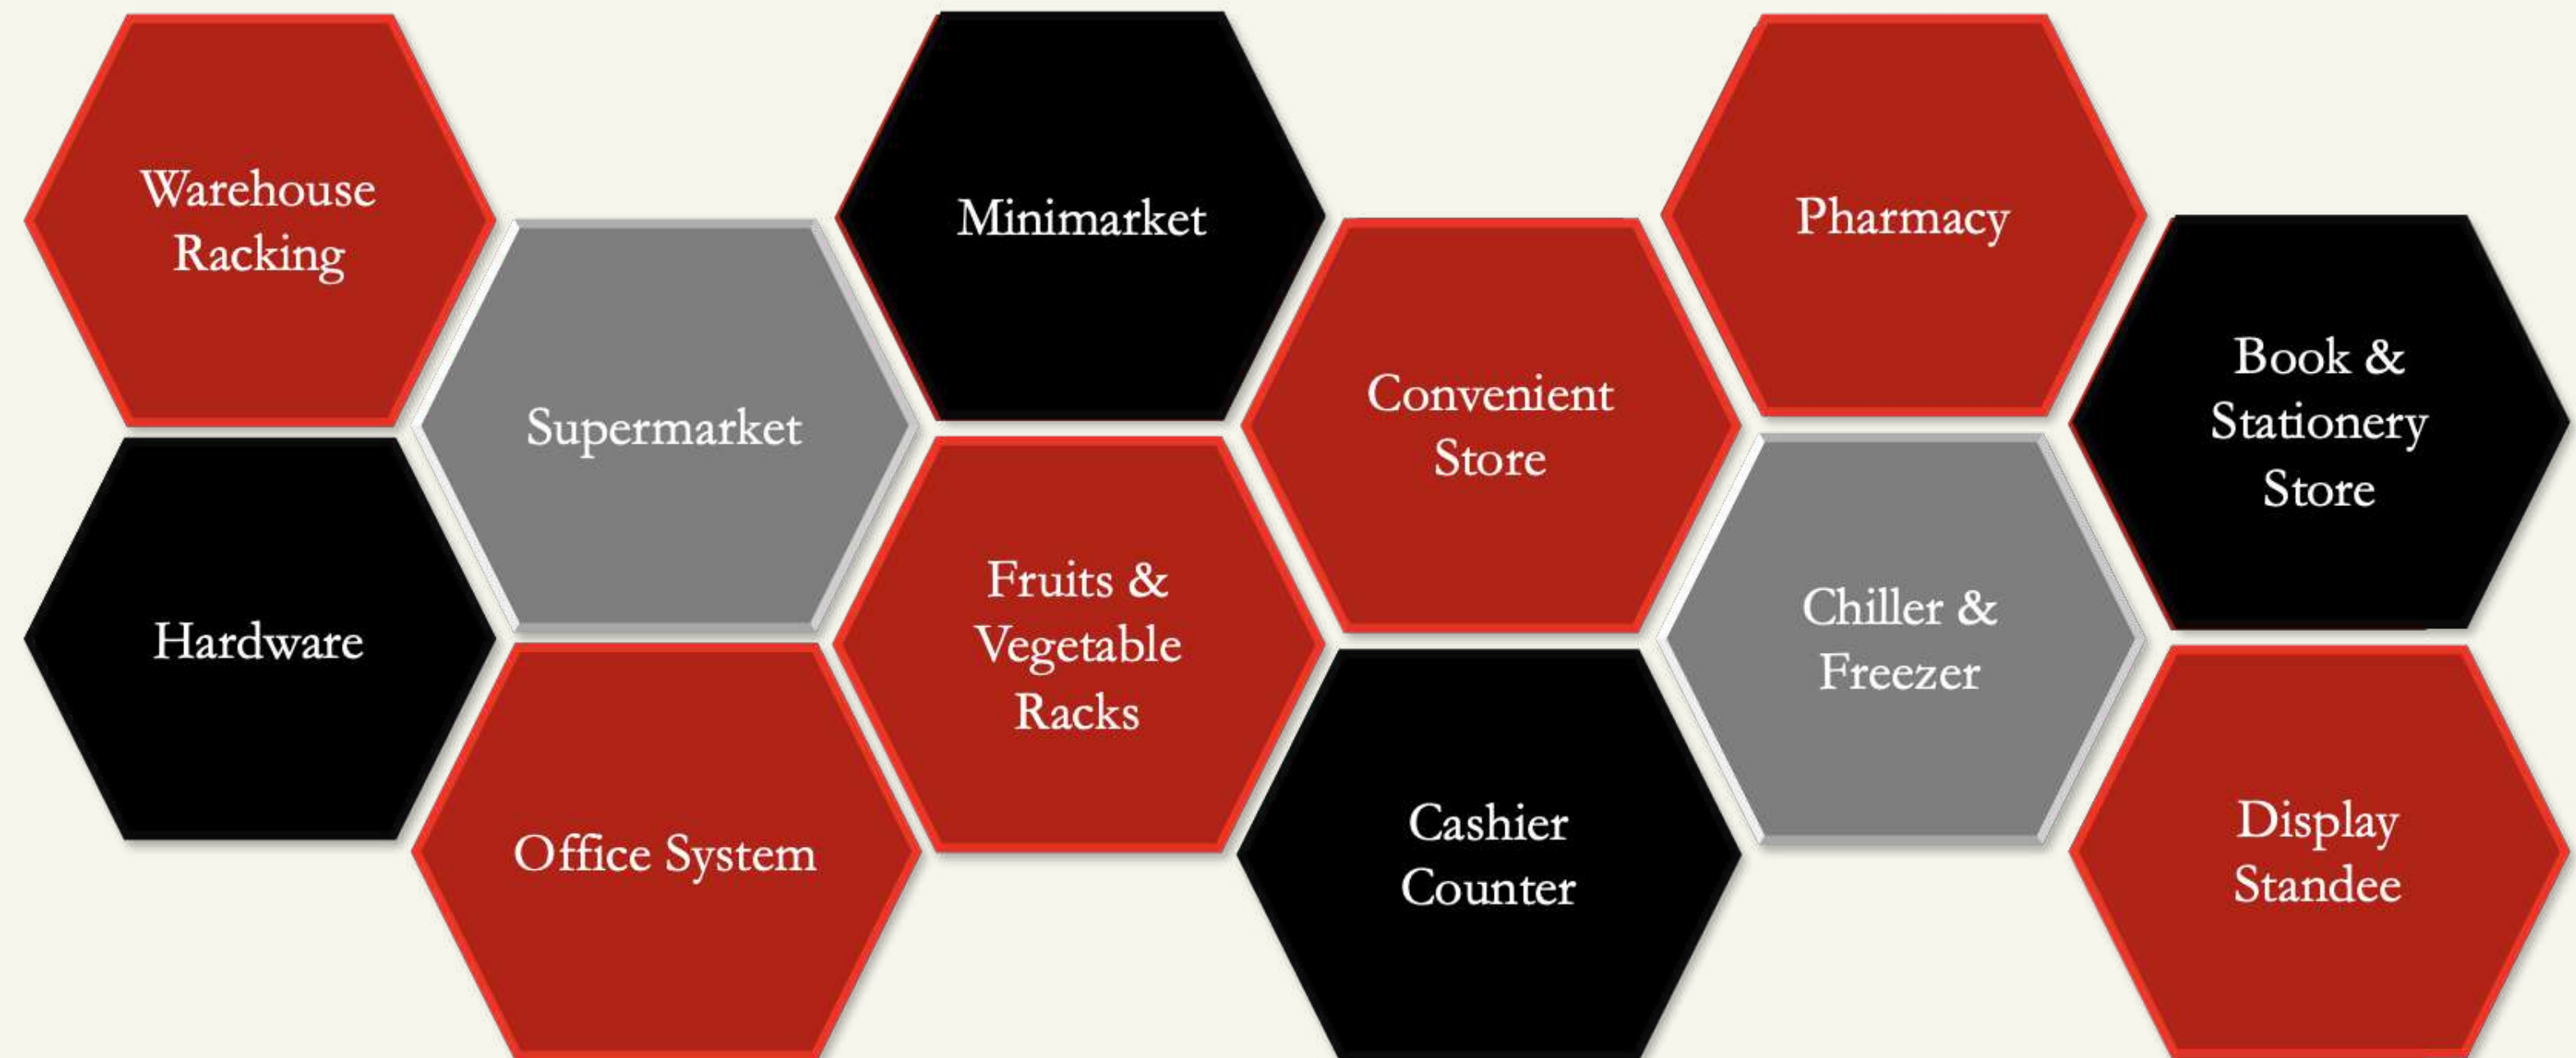 Warehouse
Racking
Hardware
Supermarket
Office System
Minimarket
Fruits &
Vegetable
Racks
Convenient
Store
Cashier
Counter
Pharmacy
Chiller &
Freezer
Book &
Stationery
Store
Display
Standee